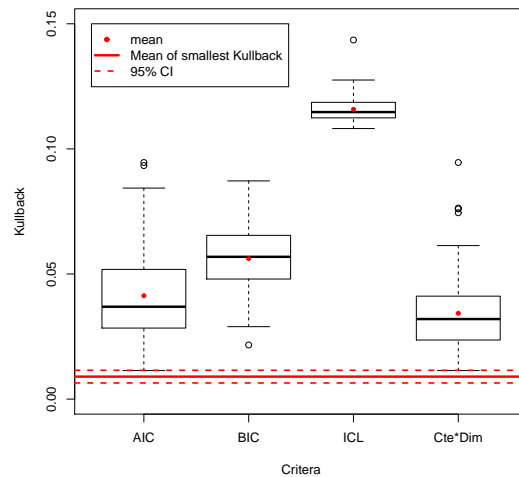 mean
Mean of smallest Kullback
95% CI
Kullback
0.15
0.10
0.05
0.00
AIC
BIC
ICL
Cte*Dim
Critera